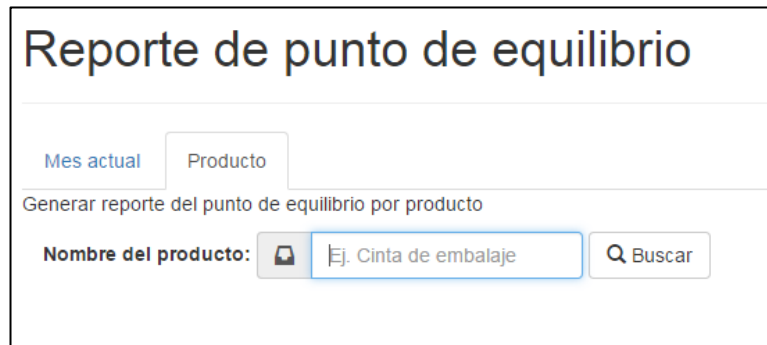 Reporte de punto de equilibrio
Mes actual Producto
Generar reporte del punto de equilibrio por producto
Nombre del producto: Ej. Cinta de embalaje Buscar